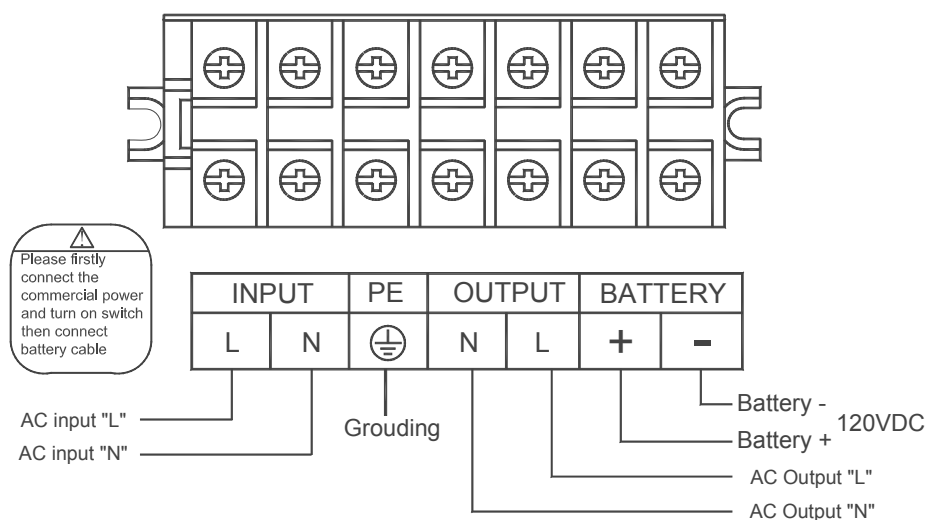 Please firstly
connect the
commercial power
and turn on switch
then connect
battery cable
INPUT PE OUTPUT BATTERY
L N N L + -
AC input "L"
AC input "N"
Grouding
Battery -
Battery +
120VDC
AC Output "L"
AC Output "N"